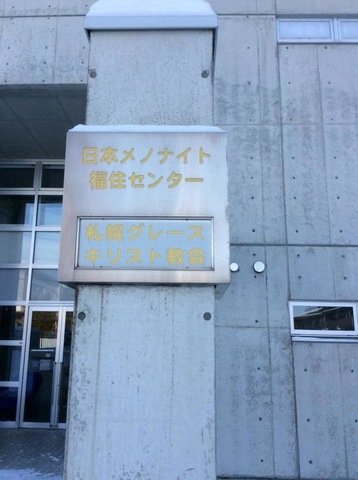 日本メノナイト
福住センター
札幌グレース
キリスト教会